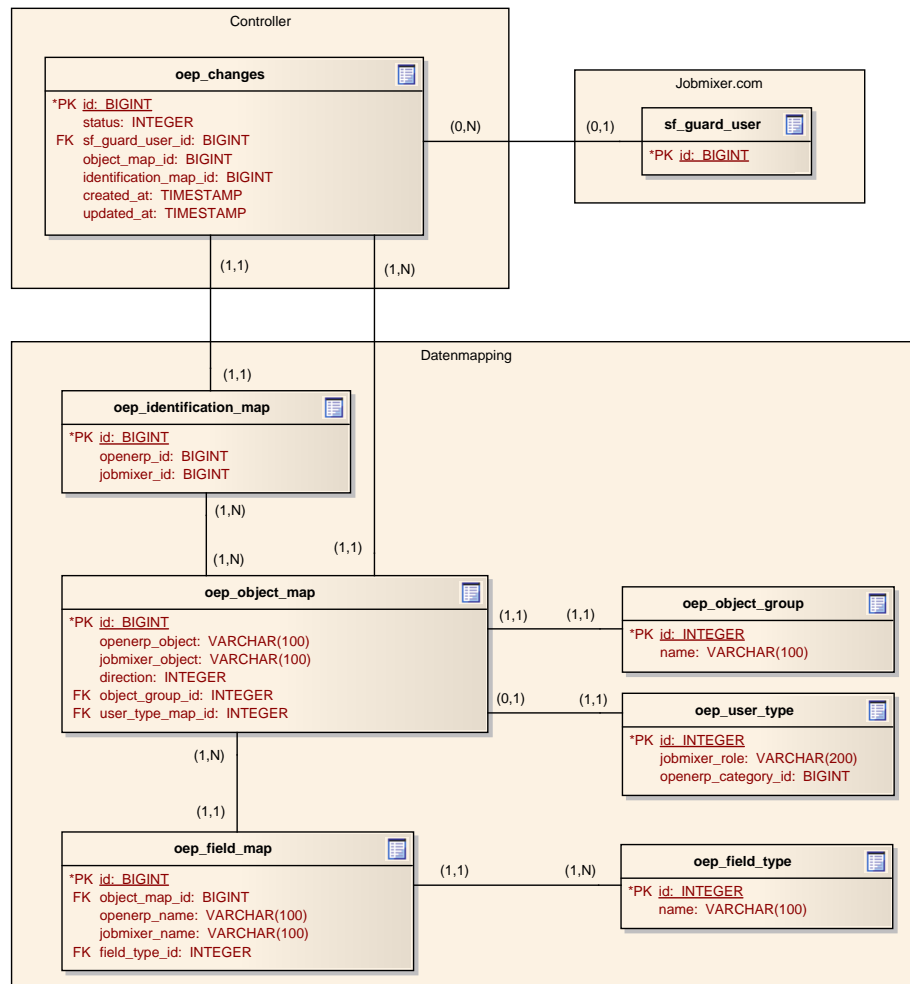 Controller
oep_changes
*PK id: BIGINT
status: INTEGER
FK sf_guard_user_id: BIGINT
object_map_id: BIGINT
identification_map_id: BIGINT
created_at: TIMESTAMP
updated_at: TIMESTAMP
(0,N)
(0,1)
Jobmixer.com
sf_guard_user
*PK id: BIGINT
(1,1)
(1,N)
Datenmapping
(1,1)
oep_identification_map
*PK id: BIGINT
openerp_id: BIGINT
jobmixer_id: BIGINT
(1,N)
(1,N)
(1,1)
oep_object_map
*PK id: BIGINT
openerp_object: VARCHAR(100)
jobmixer_object: VARCHAR(100)
direction: INTEGER
FK object_group_id: INTEGER
FK user_type_map_id: INTEGER
(1,1)
(1,1)
oep_object_group
*PK id: INTEGER
name: VARCHAR(100)
(0,1)
(1,1)
oep_user_type
*PK id: INTEGER
jobmixer_role: VARCHAR(200)
openerp_category_id: BIGINT
(1,N)
(1,1)
oep_field_map
*PK id: BIGINT
FK object_map_id: BIGINT
openerp_name: VARCHAR(100)
jobmixer_name: VARCHAR(100)
FK field_type_id: INTEGER
(1,1)
(1,N)
oep_field_type
*PK id: INTEGER
name: VARCHAR(100)